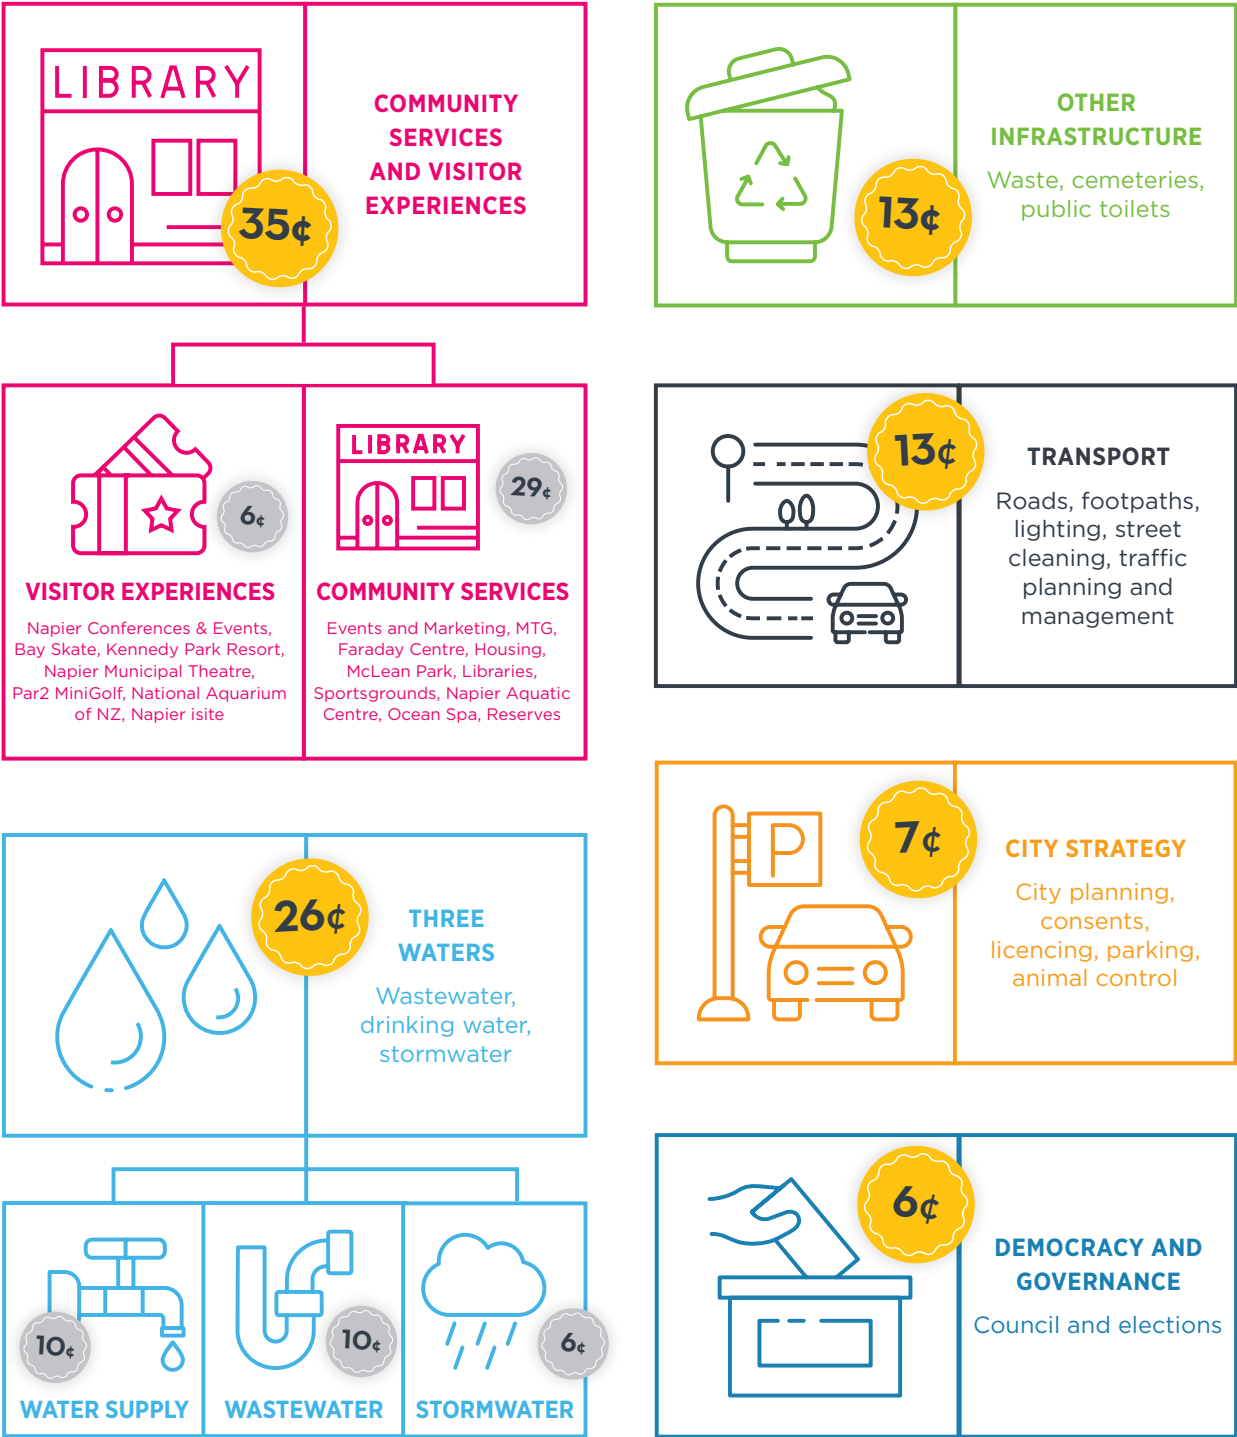 LIBRARY
35¢
COMMUNITY
SERVICES
AND VISITOR
EXPERIENCES
6¢
VISITOR EXPERIENCES
Napier Conferences & Events,
Bay Skate, Kennedy Park Resort,
Napier Municipal Theatre,
Par2 MiniGolf, National Aquarium
of NZ, Napier isite
LIBRARY
29¢
COMMUNITY SERVICES
Events and Marketing, MTG,
Faraday Centre, Housing,
McLean Park, Libraries,
Sportsgrounds, Napier Aquatic
Centre, Ocean Spa, Reserves
26¢
THREE
WATERS
Wastewater,
drinking water,
stormwater
10¢
WATER SUPPLY
10¢
WASTEWATER
6¢
STORMWATER
13¢
OTHER
INFRASTRUCTURE
Waste, cemeteries,
public toilets
13¢
TRANSPORT
Roads, footpaths,
lighting, street
cleaning, traffic
planning and
management
P
7¢
CITY STRATEGY
City planning,
consents,
licencing, parking,
animal control
6¢
DEMOCRACY AND
GOVERNANCE
Council and elections